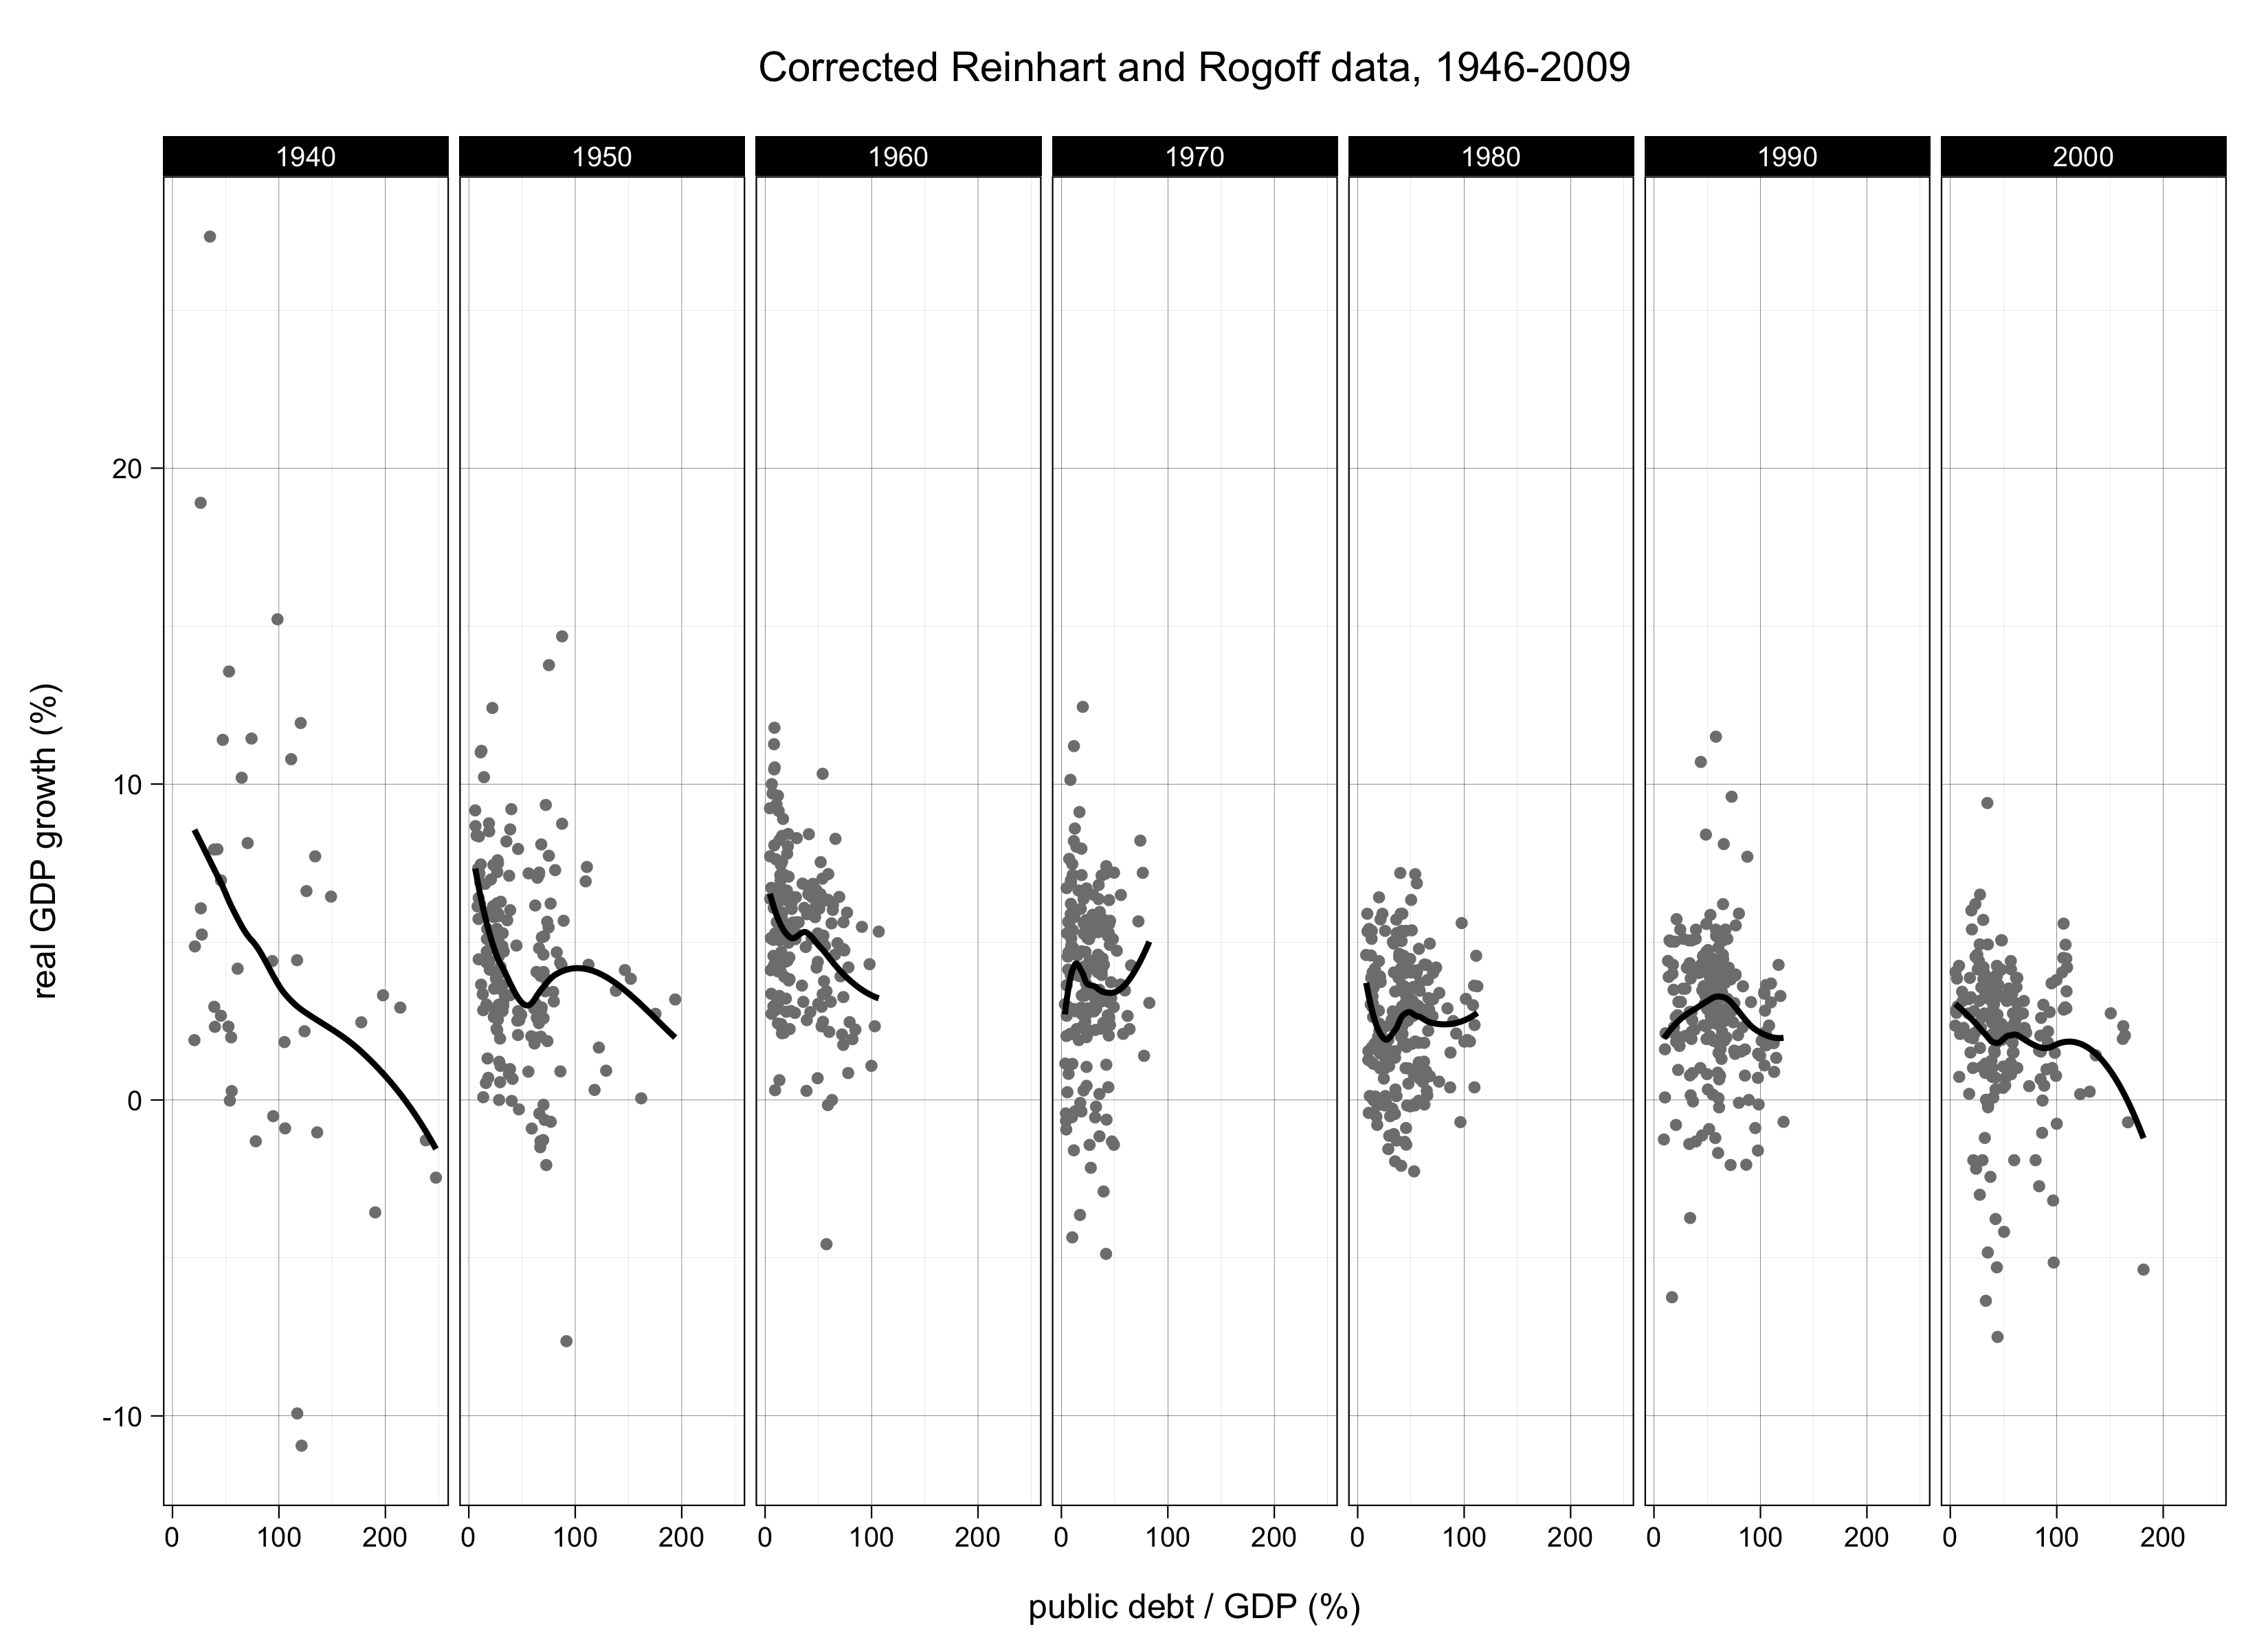 Corrected Reinhart and Rogoff data, 1946-2009
1940 1950 1960 1970 1980 1990 2000
20
10
0
-10
real GDP growth (%)
0 100 200 0 100 200 0 100 200 0 100 200 0 100 200 0 100 200 0 100 200
public debt / GDP (%)